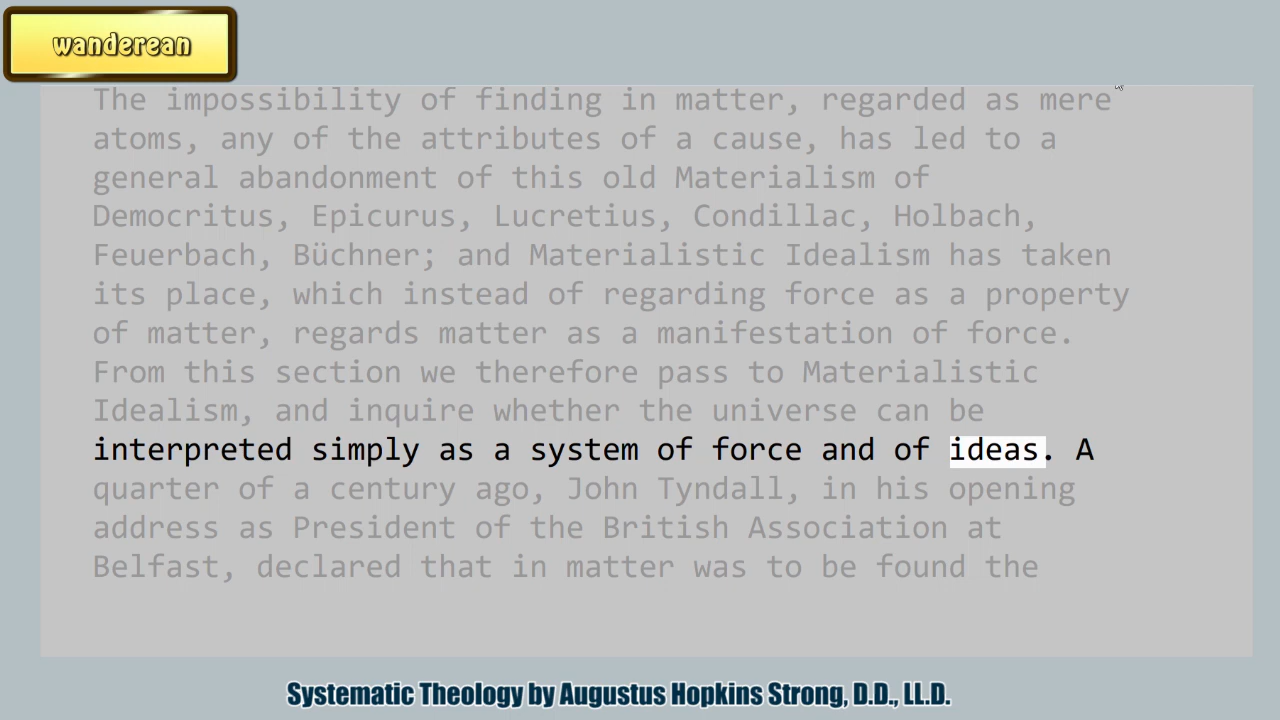 wanderean
The impossibility of finding in matter, regarded as mere
atoms, any of the attributes of a cause, has led to a
general abandonment of this old Materialism of
Democritus, Epicurus, Lucretius, Condillac, Holbach,
Feuerbach, Büchner; and Materialistic Idealism has taken
its place, which instead of regarding force as a property
of matter, regards matter as a manifestation of force.
From this section we therefore pass to Materialistic
Idealism, and inquire whether the universe can be
interpreted simply as a system of force and of ideas. A
quarter of a century ago, John Tyndall, in his opening
address as President of the British Association at
Belfast, declared that in matter was to be found the
Systematic Theology by Augustus Hopkins Strong, D.D., LL.D.